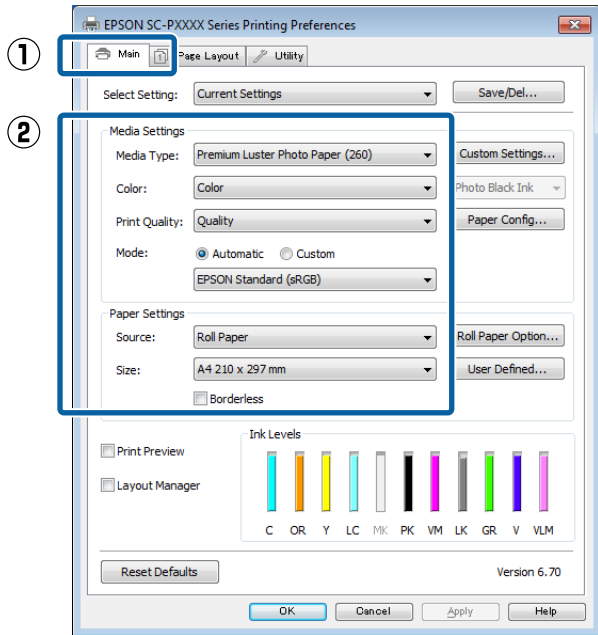 EPSON SC-PXXXX Series Printing Preferences
① Main Page Layout Utility
Select Setting: Current Settings Save/Del...
② Media Settings
Media Type: Premium Luster Photo Paper (260) Custom Settings...
Color: Color Photo Black Ink
Print Quality: Quality Paper Config...
Mode: Automatic Custom
EPSON Standard (sRGB)
Paper Settings
Source: Roll Paper Roll Paper Option...
Size: A4 210 x 297 mm User Defined...
Borderless
Ink Levels
Print Preview
Layout Manager
C OR Y LC MK PK VM LK GR V VLM
Reset Defaults Version 6.70
OK Cancel Apply Help